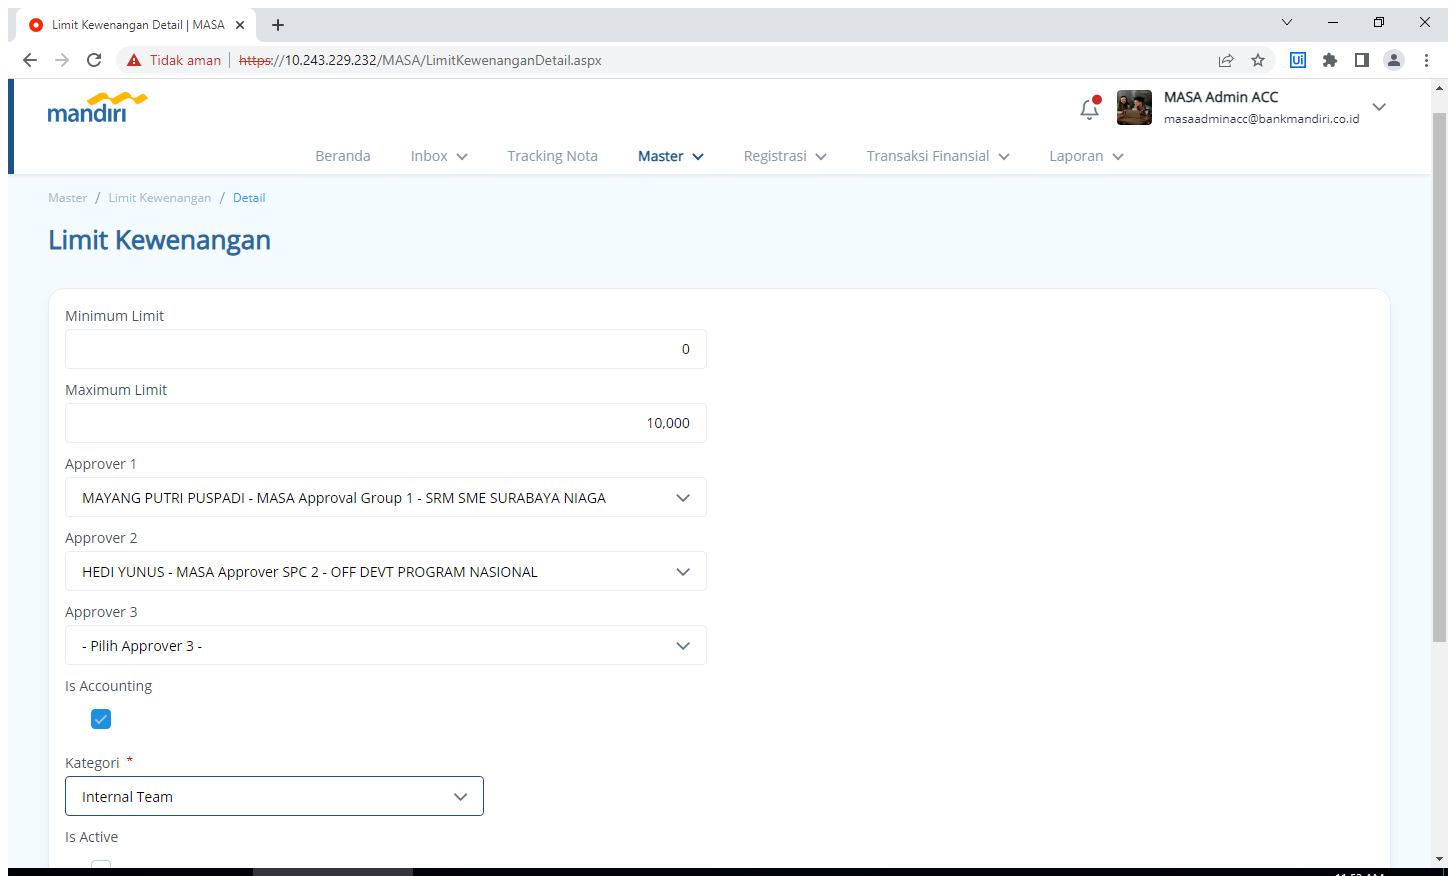 Limit Kewenangan Detail | MASA
Tidak aman
https://10.243.229.232/MASA/LimitKewenanganDetail.aspx
Ui
mandiri
MASA Admin ACC
masaadminacc@bankmandiri.co.id
Beranda Inbox Tracking Nota Master Registrasi Transaksi Finansial Laporan
Master / Limit Kewenangan / Detail
Limit Kewenangan
Minimum Limit
0
Maximum Limit
10,000
Approver 1
MAYANG PUTRI PUSPADI - MASA Approval Group 1 - SRM SME SURABAYA NIAGA
Approver 2
HEDI YUNUS - MASA Approver SPC 2 - OFF DEVT PROGRAM NASIONAL
Approver 3
- Pilih Approver 3 -
Is Accounting
Kategori *
Internal Team
Is Active